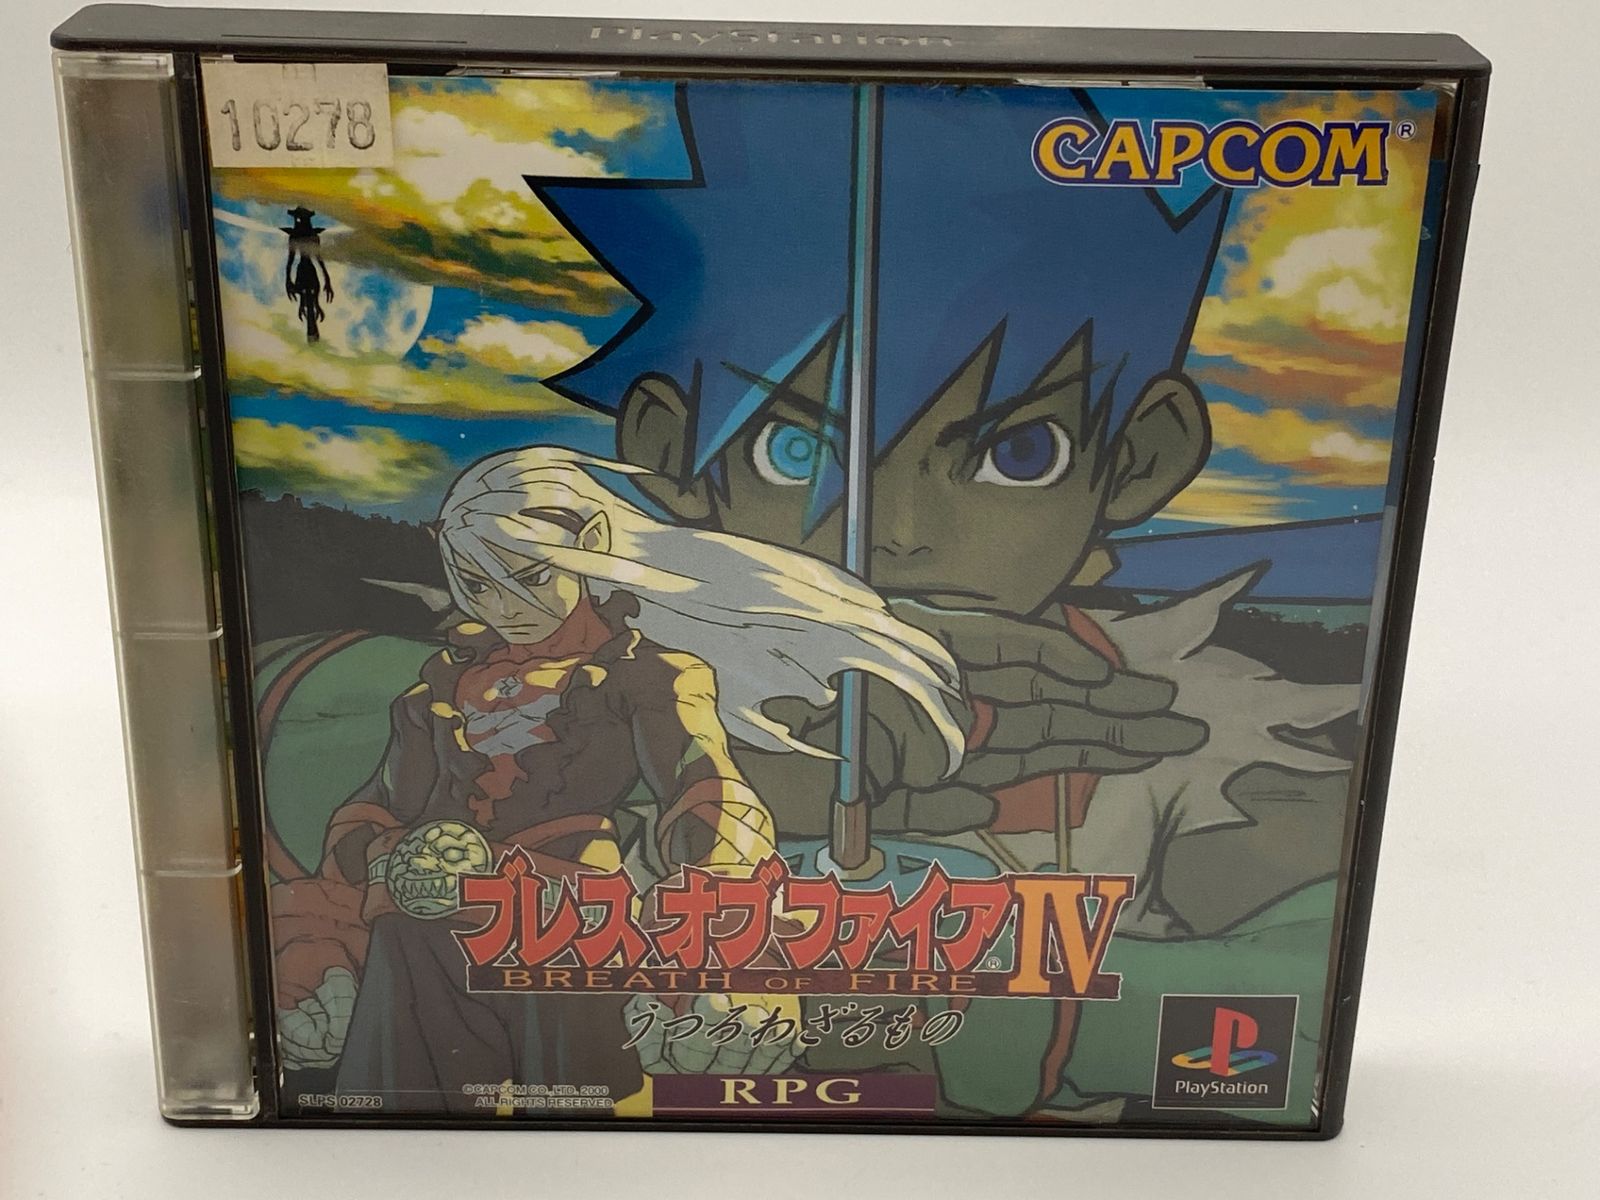 PlayStation
10278
CAPCOM®
ブレス オブ ファイア®IV
BREATH OF FIRE
うつろわざるもの
RPG
SLPS 02728
©CAPCOM CO.,LTD. 2000
ALL RIGHTS RESERVED.
PlayStation